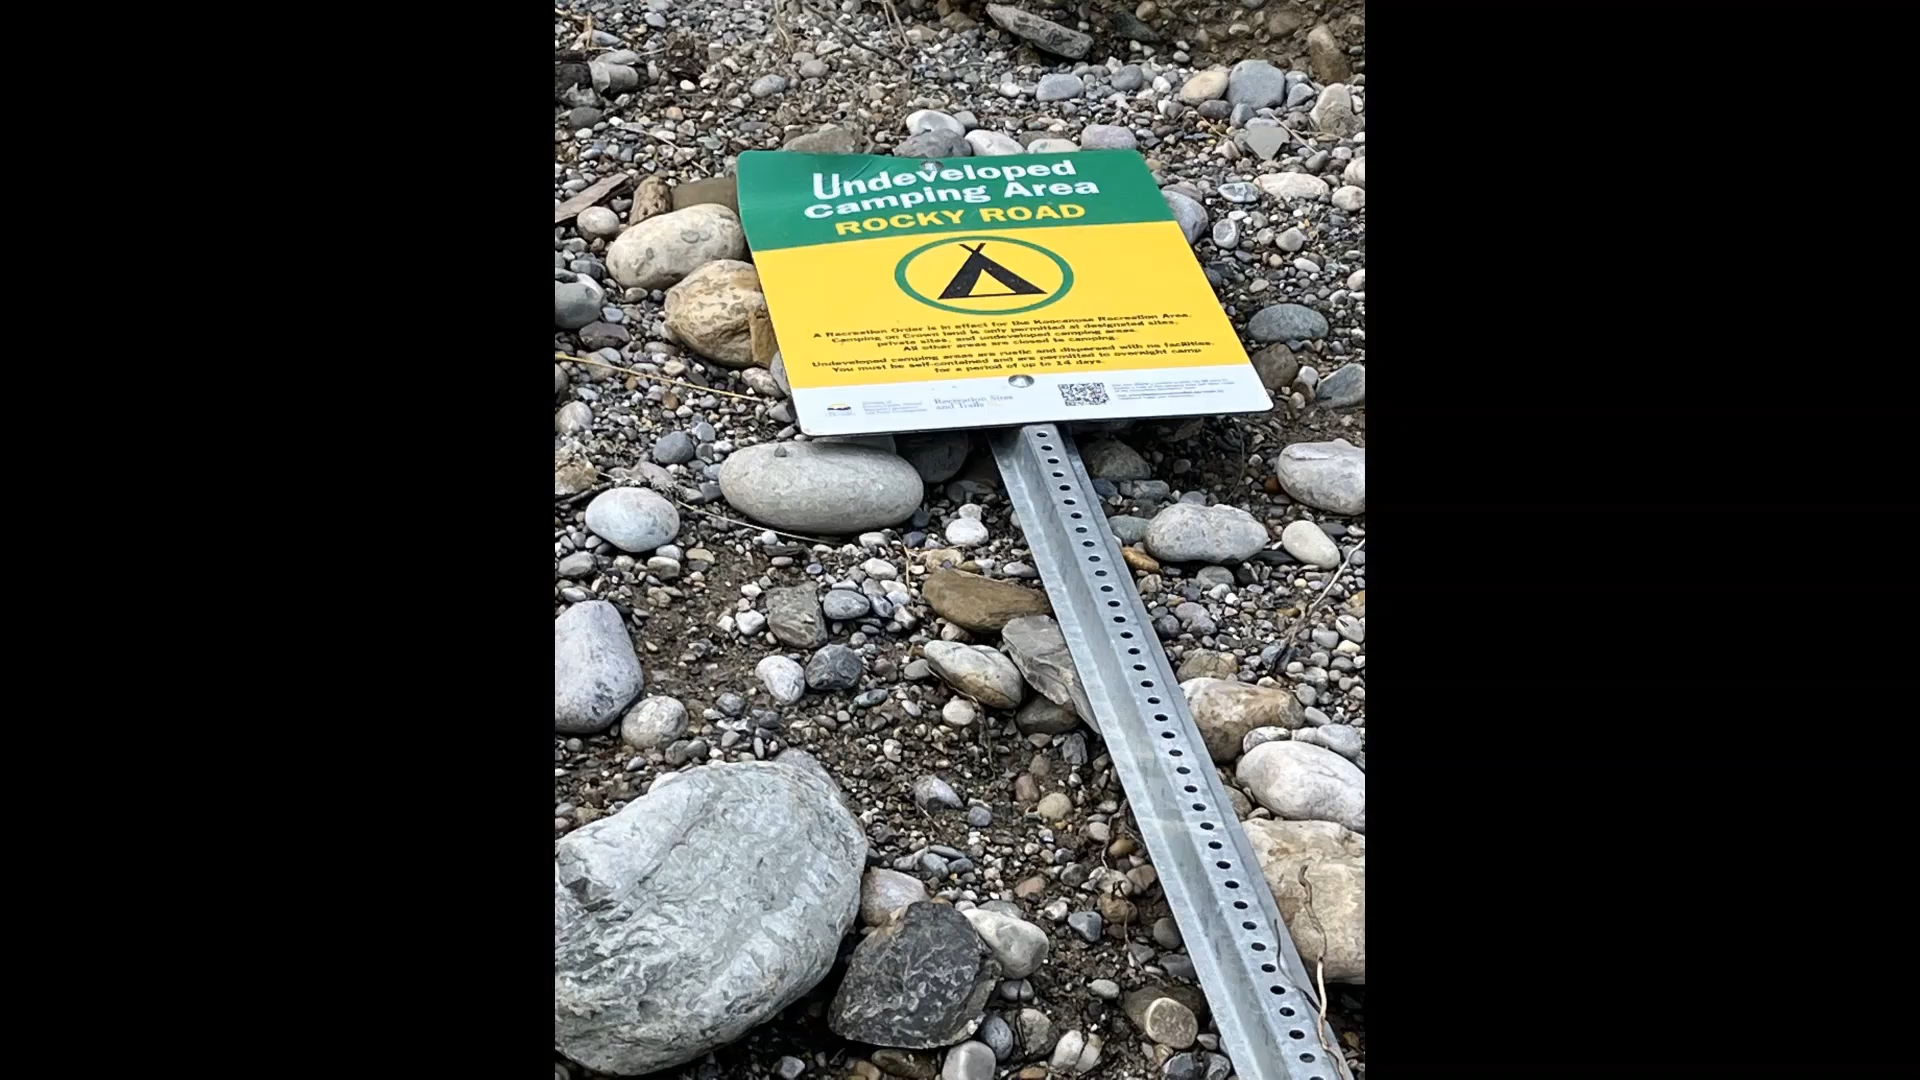 Undeveloped
Camping Area
ROCKY ROAD
A Recreation Order is in effect for the Koocanusa Recreation Area.
Camping on Crown land is only permitted at designated sites,
private sites, and undeveloped camping areas.
All other areas are closed to camping.
Undeveloped camping areas are rustic and dispersed with no facilities.
You must be self-contained and are permitted to overnight camp
for a period of up to 14 days.
Recreation Sites
and Trails